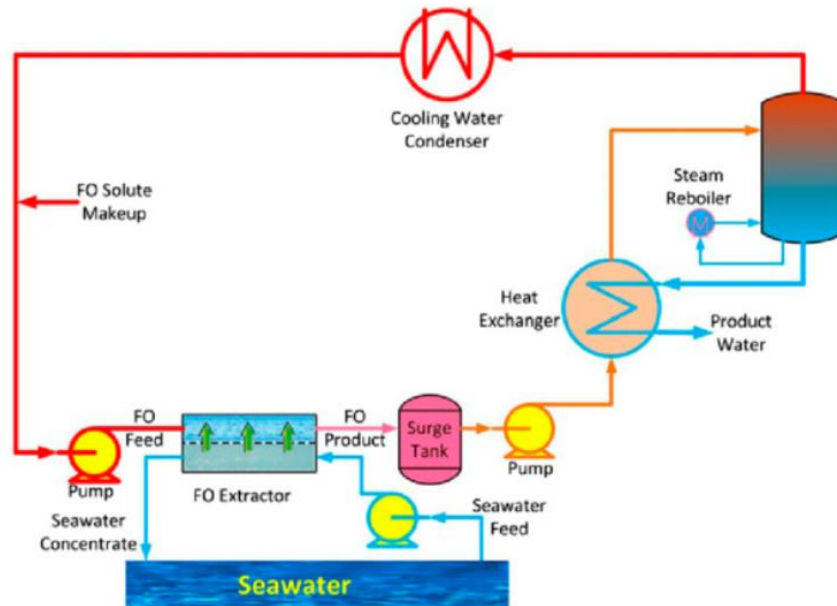 Cooling Water
Condenser
FO Solute
Makeup
Steam
Reboiler
M
Heat
Exchanger
Product
Water
FO
Feed
FO
Product
Surge
Tank
Pump
FO Extractor
Pump
Seawater
Concentrate
Seawater
Feed
Seawater